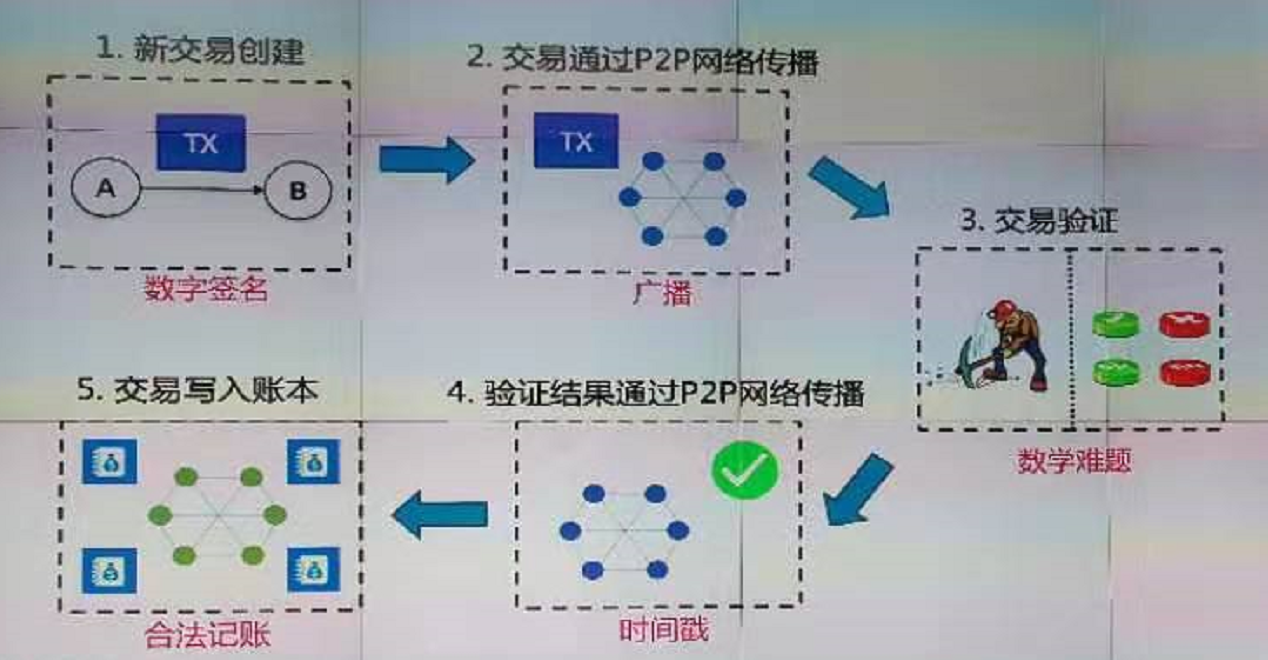 1. 新交易创建
TX
A
B
数字签名
2. 交易通过P2P网络传播
TX
广播
3. 交易验证
数学难题
4. 验证结果通过P2P网络传播
时间戳
5. 交易写入账本
合法记账